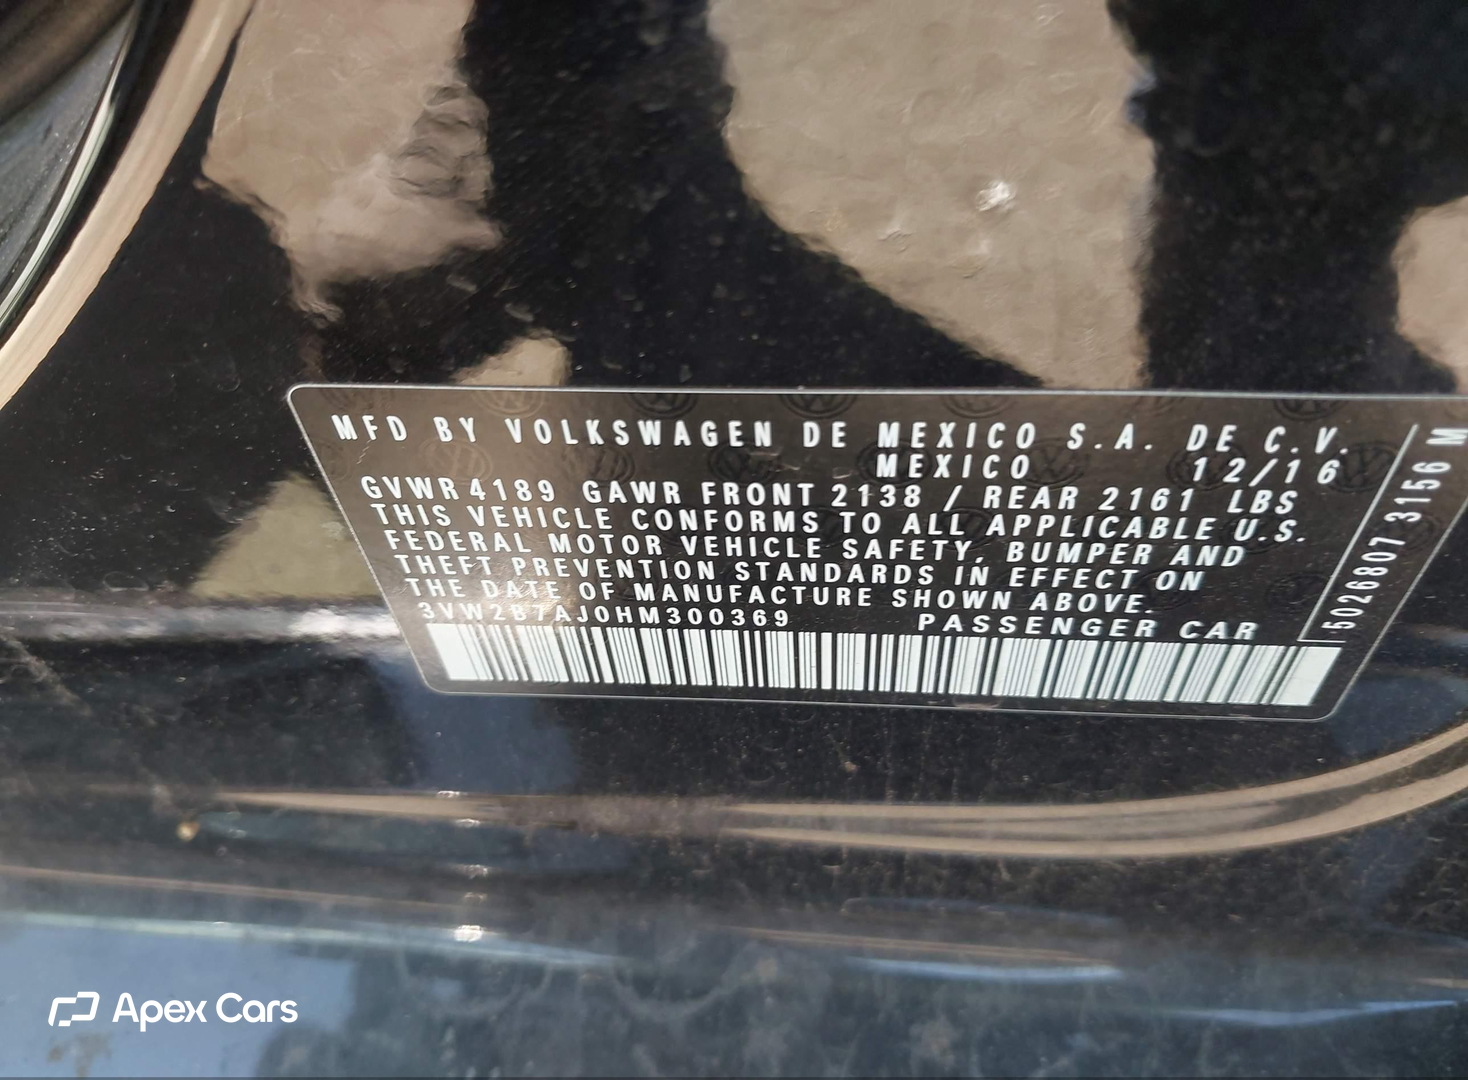 MFD BY VOLKSWAGEN DE MEXICO S.A. DE C.V.
MEXICO 12/16
GVWR 4189 GAWR FRONT 2138 / REAR 2161 LBS
THIS VEHICLE CONFORMS TO ALL APPLICABLE U.S.
FEDERAL MOTOR VEHICLE SAFETY, BUMPER AND
THEFT PREVENTION STANDARDS IN EFFECT ON
THE DATE OF MANUFACTURE SHOWN ABOVE.
3VW2B7AJ0HM300369 PASSENGER CAR
5026807 3156 M
Apex Cars